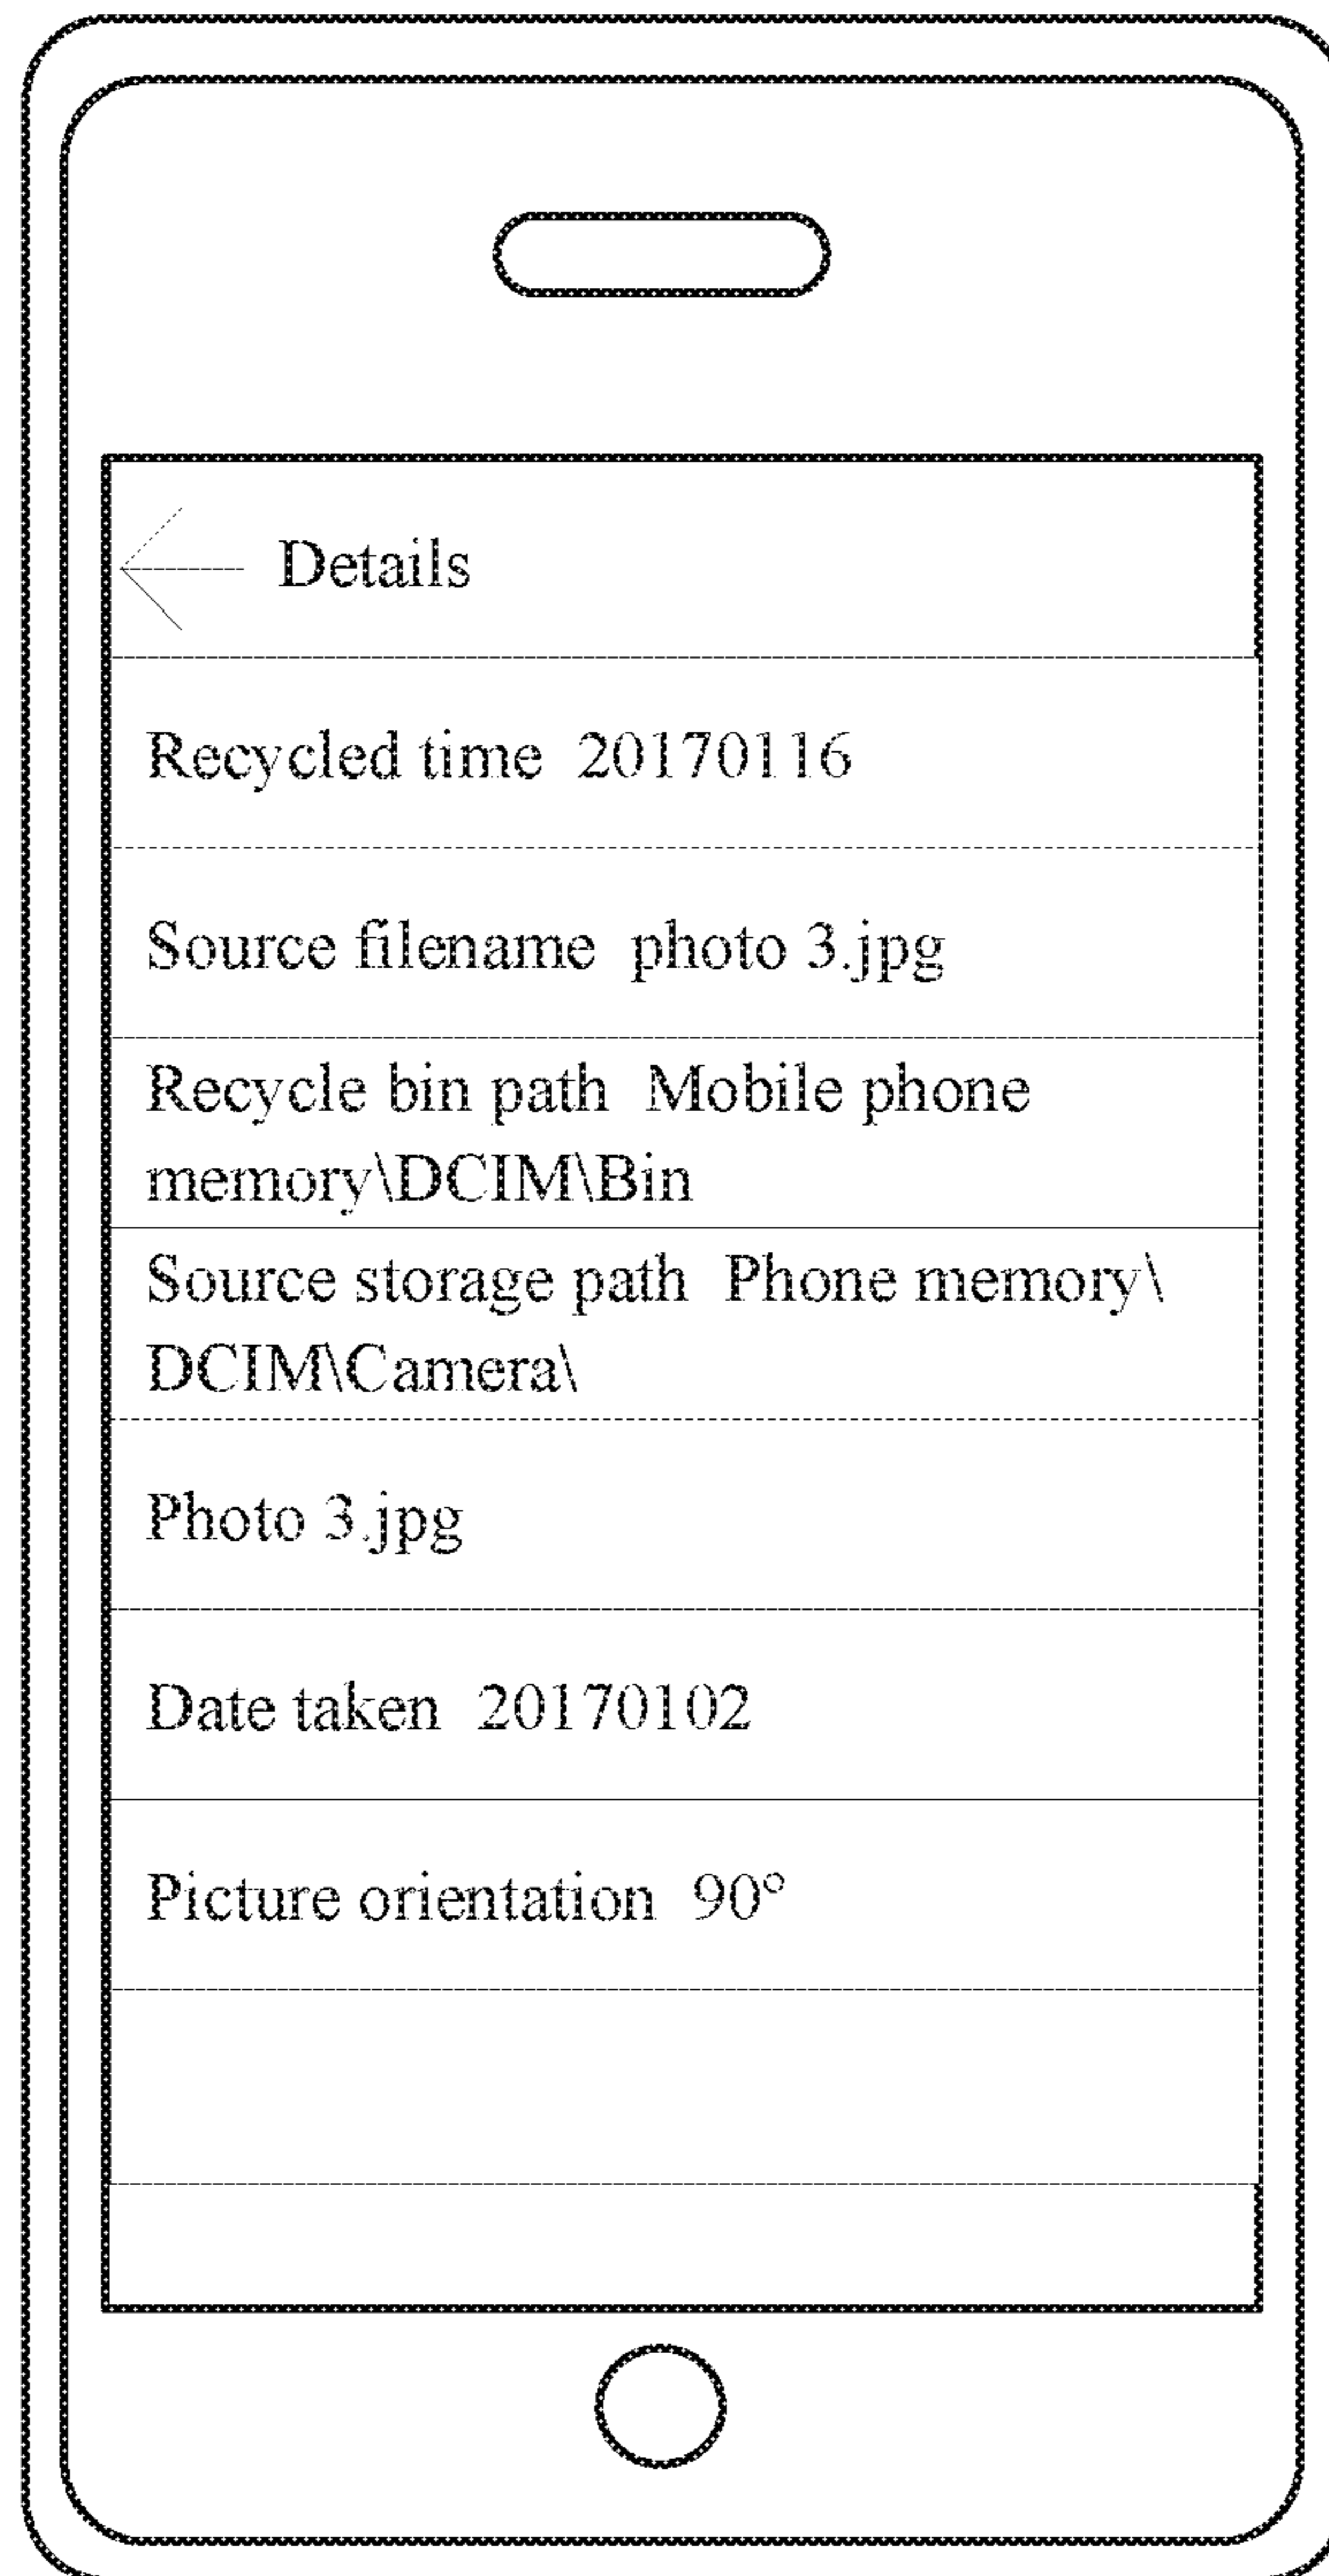 Details
Recycled time 20170116
Source filename photo 3.jpg
Recycle bin path Mobile phone
memory\DCIM\Bin
Source storage path Phone memory\
DCIM\Camera\
Photo 3.jpg
Date taken 20170102
Picture orientation 90°